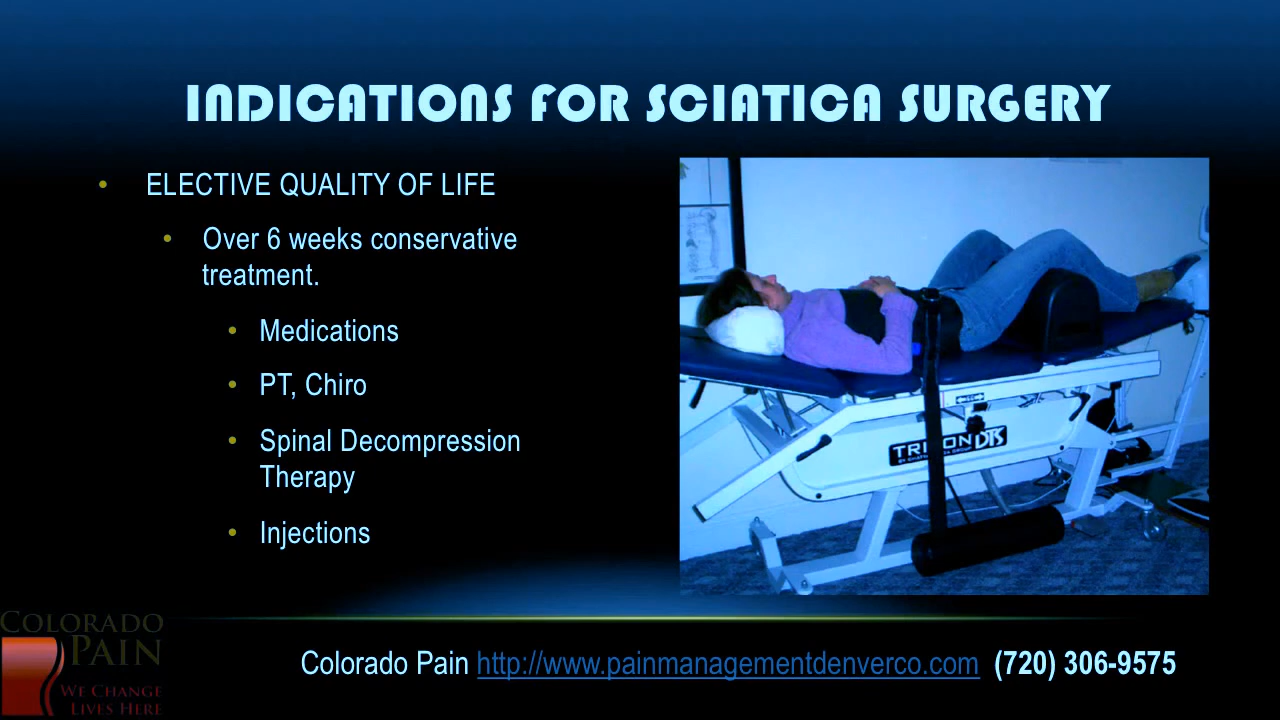 INDICATIONS FOR SCIATICA SURGERY
• ELECTIVE QUALITY OF LIFE
• Over 6 weeks conservative
treatment.
• Medications
• PT, Chiro
• Spinal Decompression
Therapy
• Injections
TRITON DTS
COLORADO
PAIN
WE CHANGE
LIVES HERE
Colorado Pain http://www.painmanagementdenverco.com (720) 306-9575